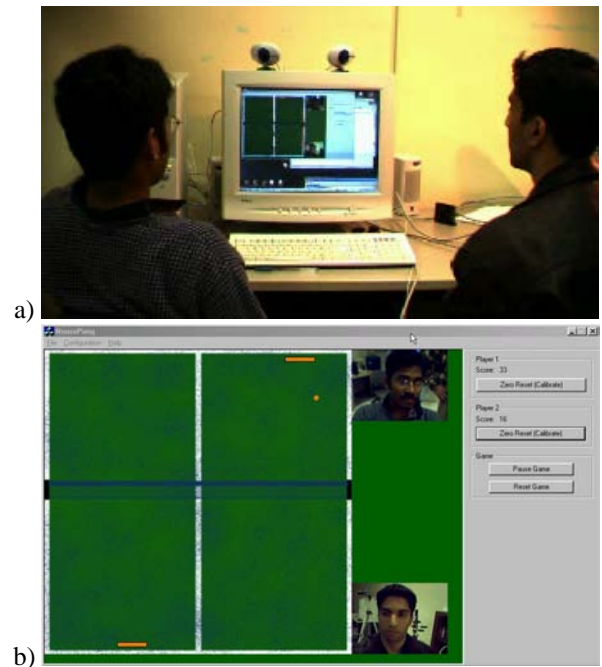 a)
NousePong
File Configuration Help
Player 1
Score: 33
Zero Reset (Calibrate)
Player 2
Score: 16
Zero Reset (Calibrate)
Game
Pause Game
Reset Game
b)